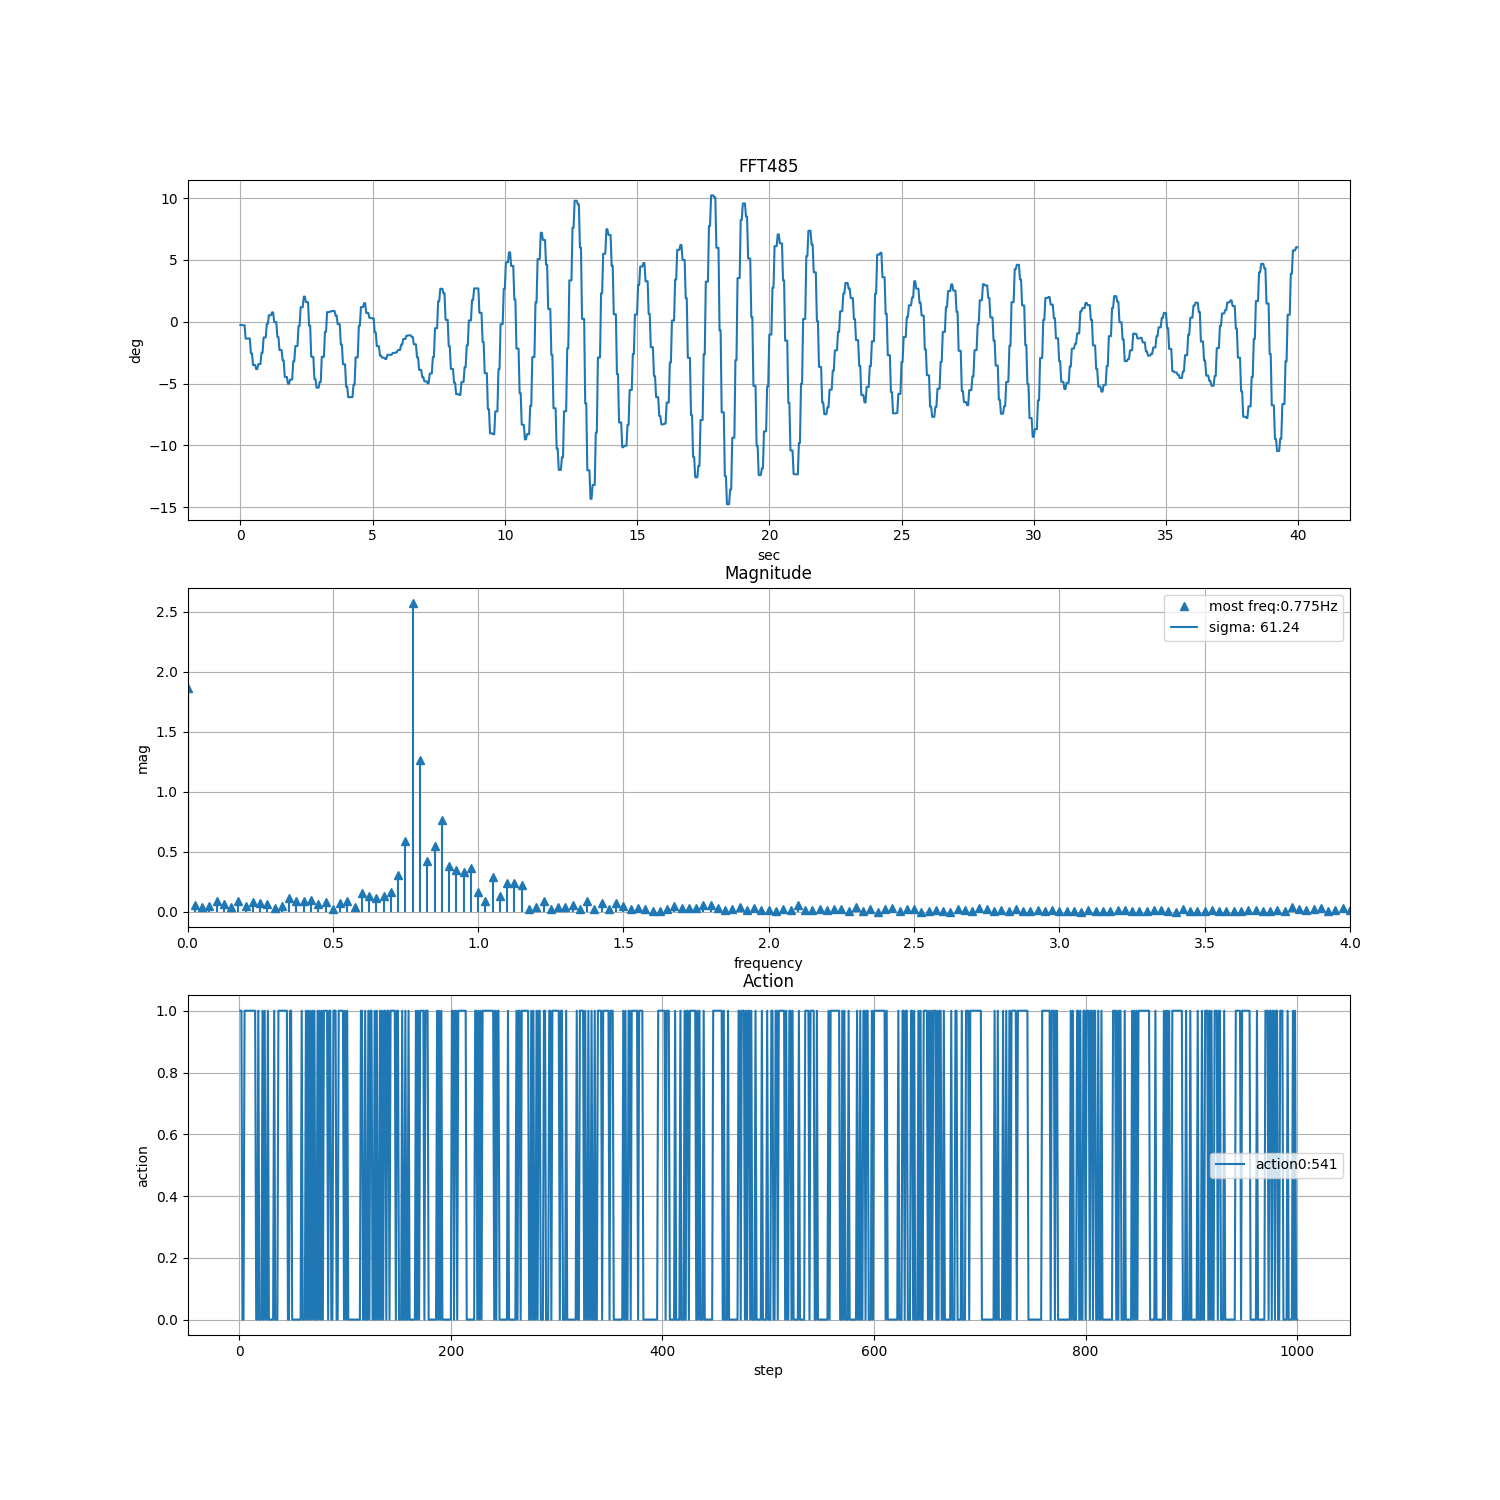 FFT485
10
5
0
−5
−10
−15
deg
0 5 10 15 20 25 30 35 40
sec
Magnitude
2.5
2.0
1.5
1.0
0.5
0.0
mag
most freq:0.775Hz
sigma: 61.24
0.0 0.5 1.0 1.5 2.0 2.5 3.0 3.5 4.0
frequency
Action
1.0
0.8
0.6
0.4
0.2
0.0
action
action0:541
0 200 400 600 800 1000
step